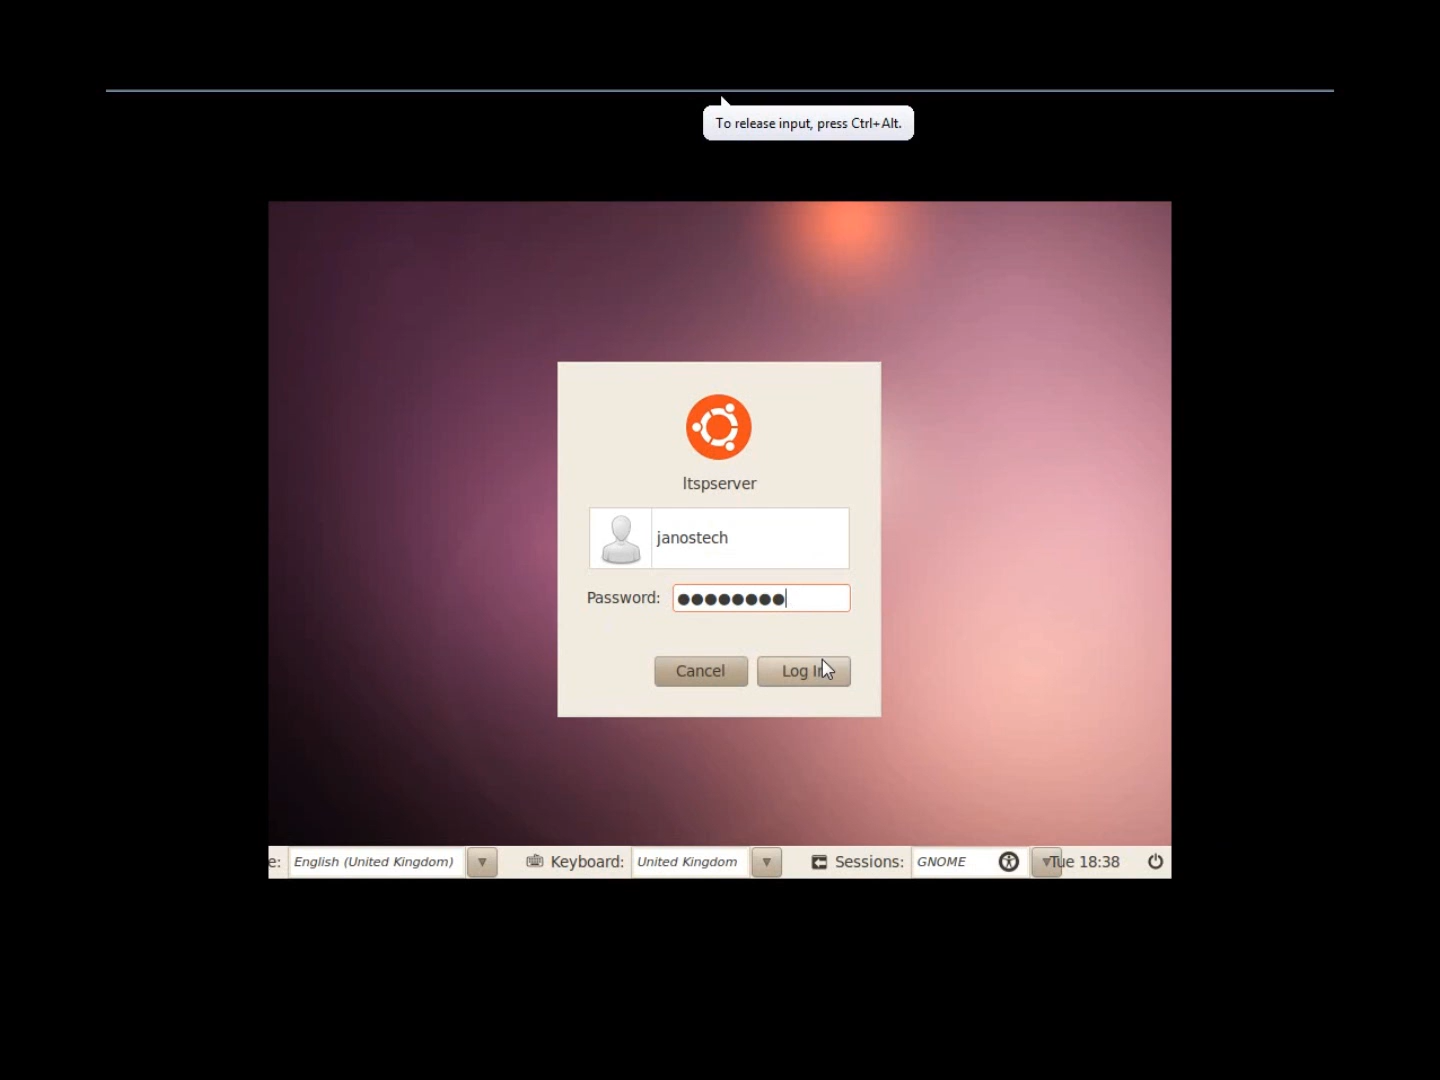 To release input, press Ctrl+Alt.
ltspserver
janostech
Password: ●●●●●●●●
Cancel Log In
e: English (United Kingdom) Keyboard: United Kingdom Sessions: GNOME Tue 18:38